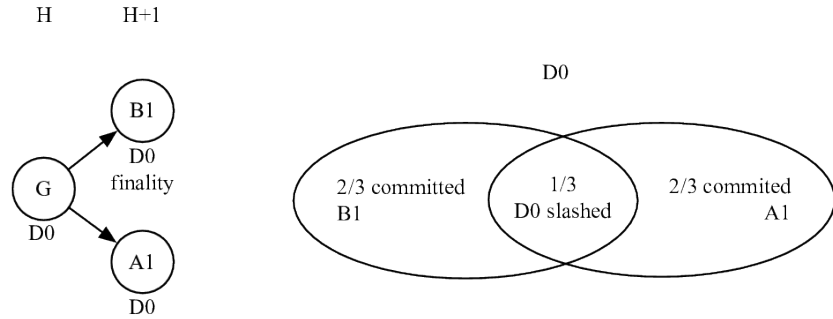 H
H+1
B1
D0
finality
G
D0
A1
D0
D0
2/3 committed
B1
1/3
D0 slashed
2/3 commited
A1